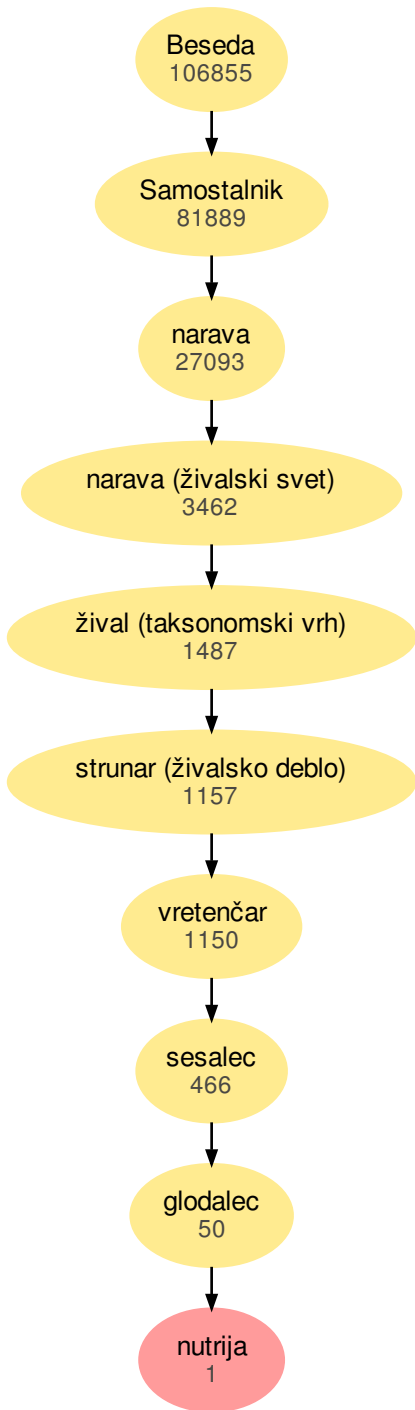 Beseda
106855
Samostalnik
81889
narava
27093
narava (živalski svet)
3462
žival (taksonomski vrh)
1487
strunar (živalsko deblo)
1157
vretenčar
1150
sesalec
466
glodalec
50
nutrija
1